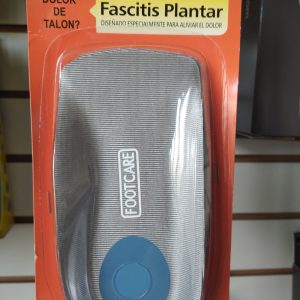 DOLOR
DE
TALON?
Fascitis Plantar
DISEÑADO ESPECIALMENTE PARA ALIVIAR EL DOLOR
FOOTCARE